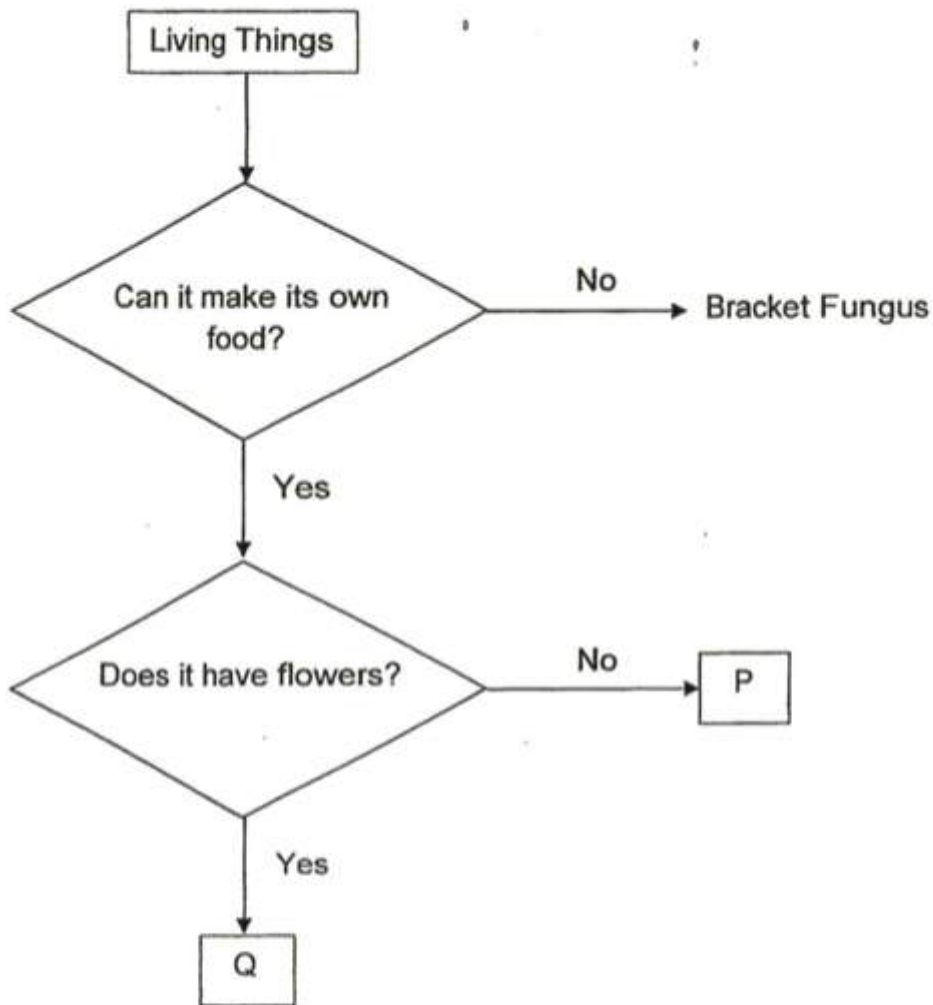 Living Things
Can it make its own
food?
No
Bracket Fungus
Yes
Does it have flowers?
No
P
Yes
Q